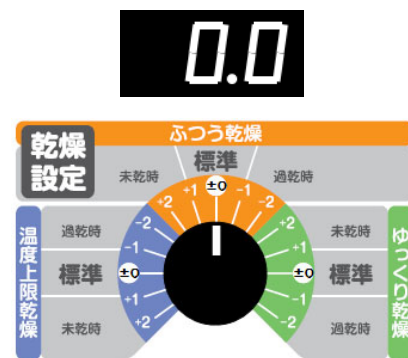 0.0
ふつう乾燥
乾燥
設定
未乾時
標準
過乾時
+2
+1
±0
-1
-2
温度上限乾燥
過乾時
標準
未乾時
-2
-1
±0
+1
+2
+2
+1
±0
-1
-2
未乾時
標準
過乾時
ゆっくり乾燥